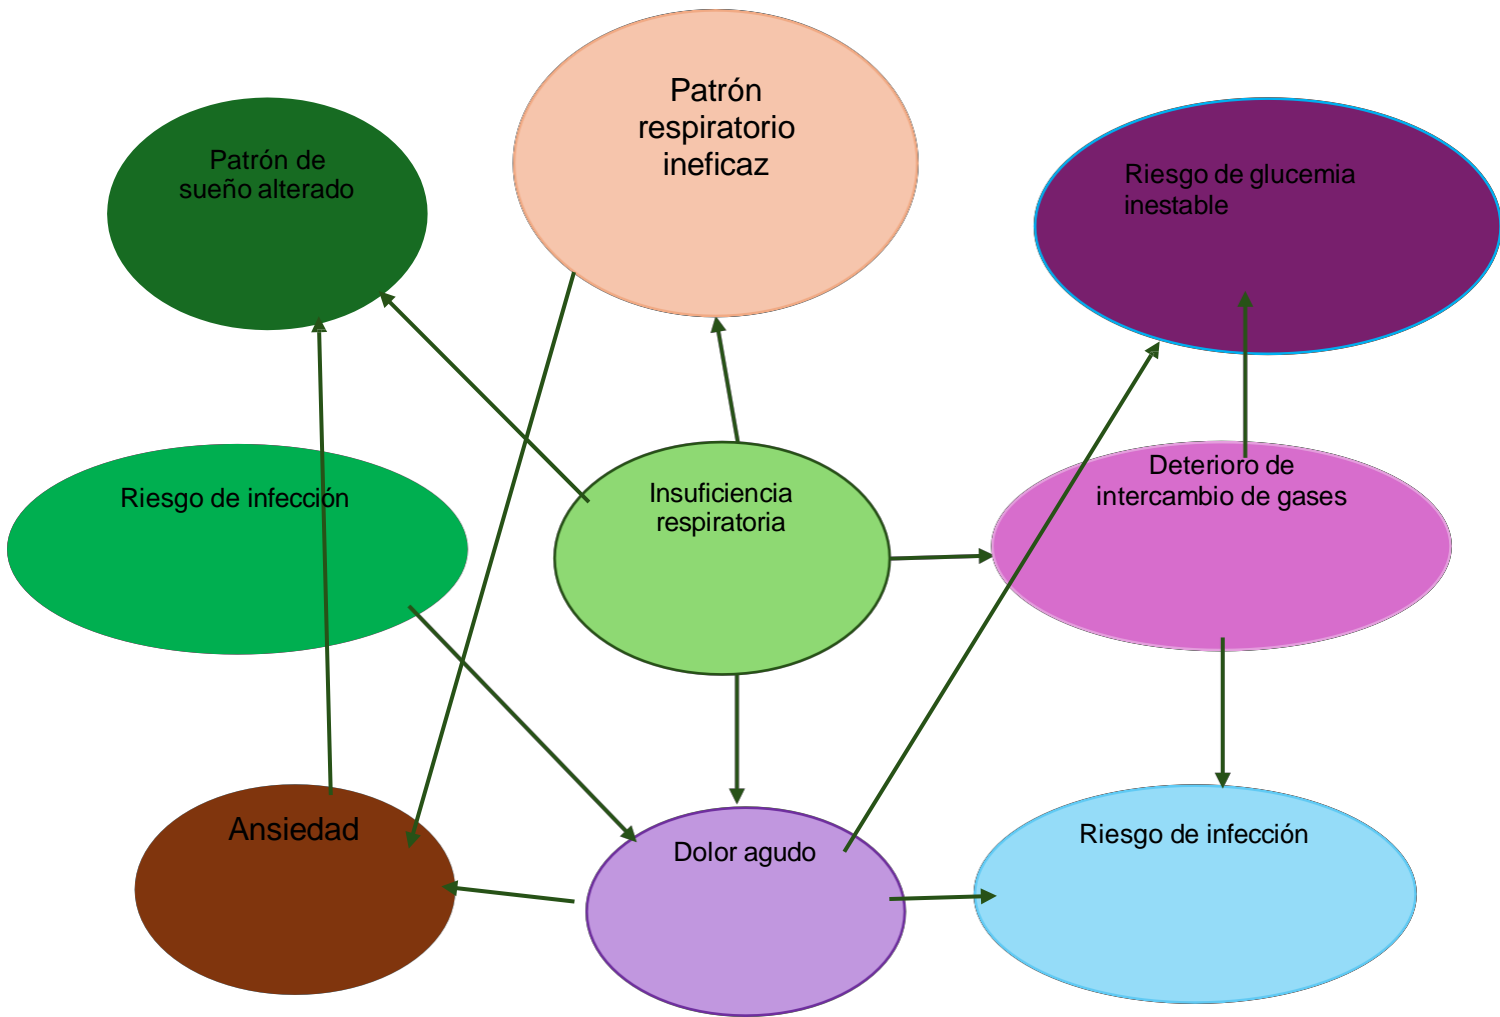 Patrón
respiratorio
ineficaz
Patrón de
sueño alterado
Riesgo de glucemia
inestable
Riesgo de infección
Insuficiencia
respiratoria
Deterioro de
intercambio de gases
Ansiedad
Dolor agudo
Riesgo de infección